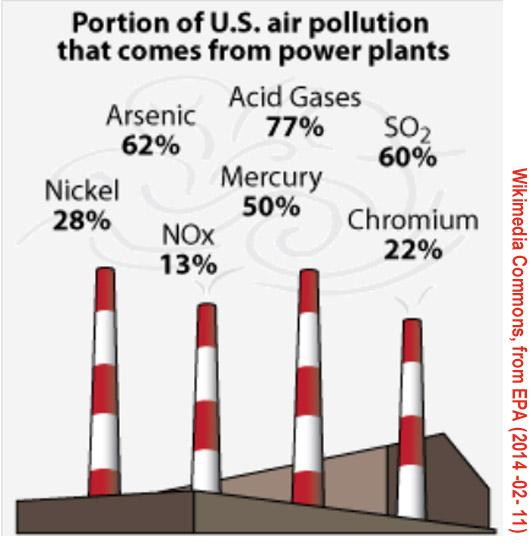 Portion of U.S. air pollution
that comes from power plants
Acid Gases
77%
Arsenic
62%
SO₂
60%
Mercury
50%
Nickel
28%
Chromium
22%
NOx
13%
Wikimedia Commons, from EPA (2014 -02- 11)